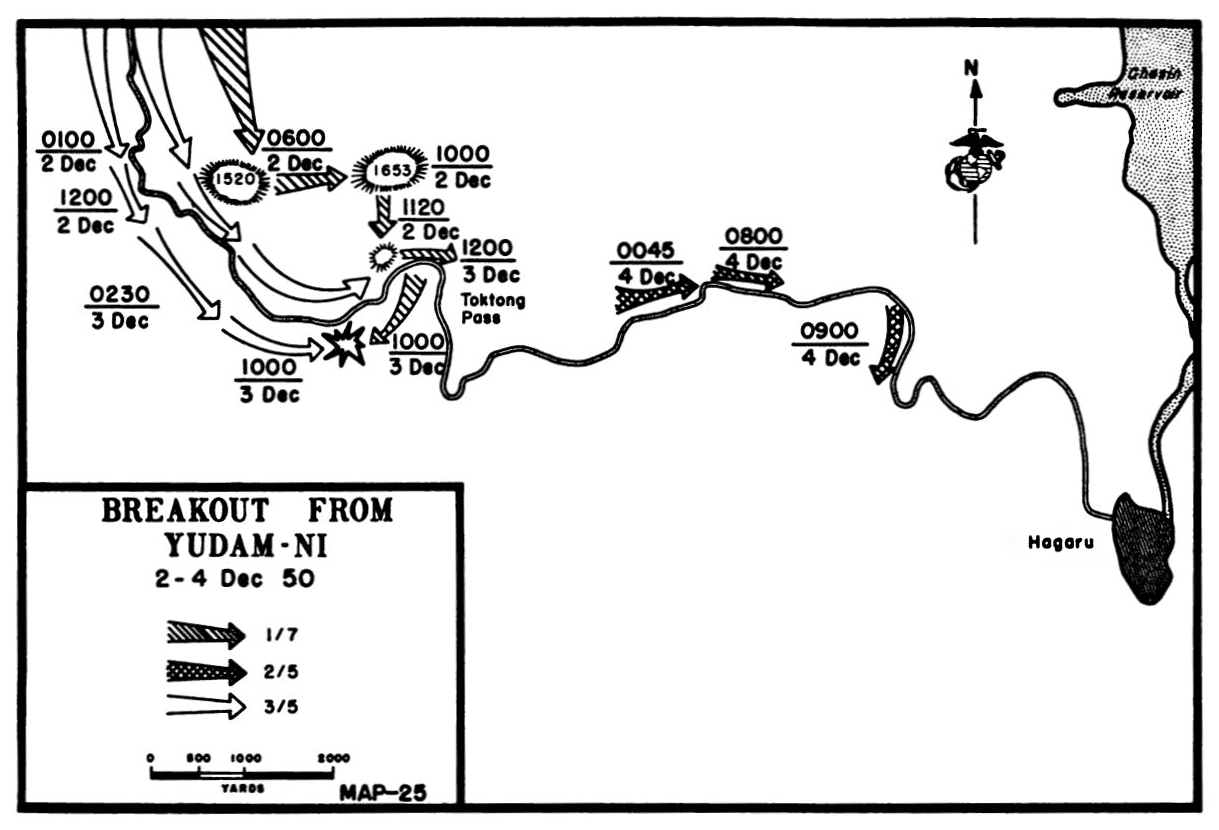 N
Chosin
Reservoir
0100
2 Dec
0600
2 Dec
1520
1653
1000
2 Dec
1200
2 Dec
1120
2 Dec
1200
3 Dec
Toktong
Pass
0045
4 Dec
0800
4 Dec
0230
3 Dec
1000
3 Dec
1000
3 Dec
0900
4 Dec
Hagaru
BREAKOUT FROM
YUDAM-NI
2-4 Dec 50
1/7
2/5
3/5
0 500 1000 2000
YARDS
MAP-25